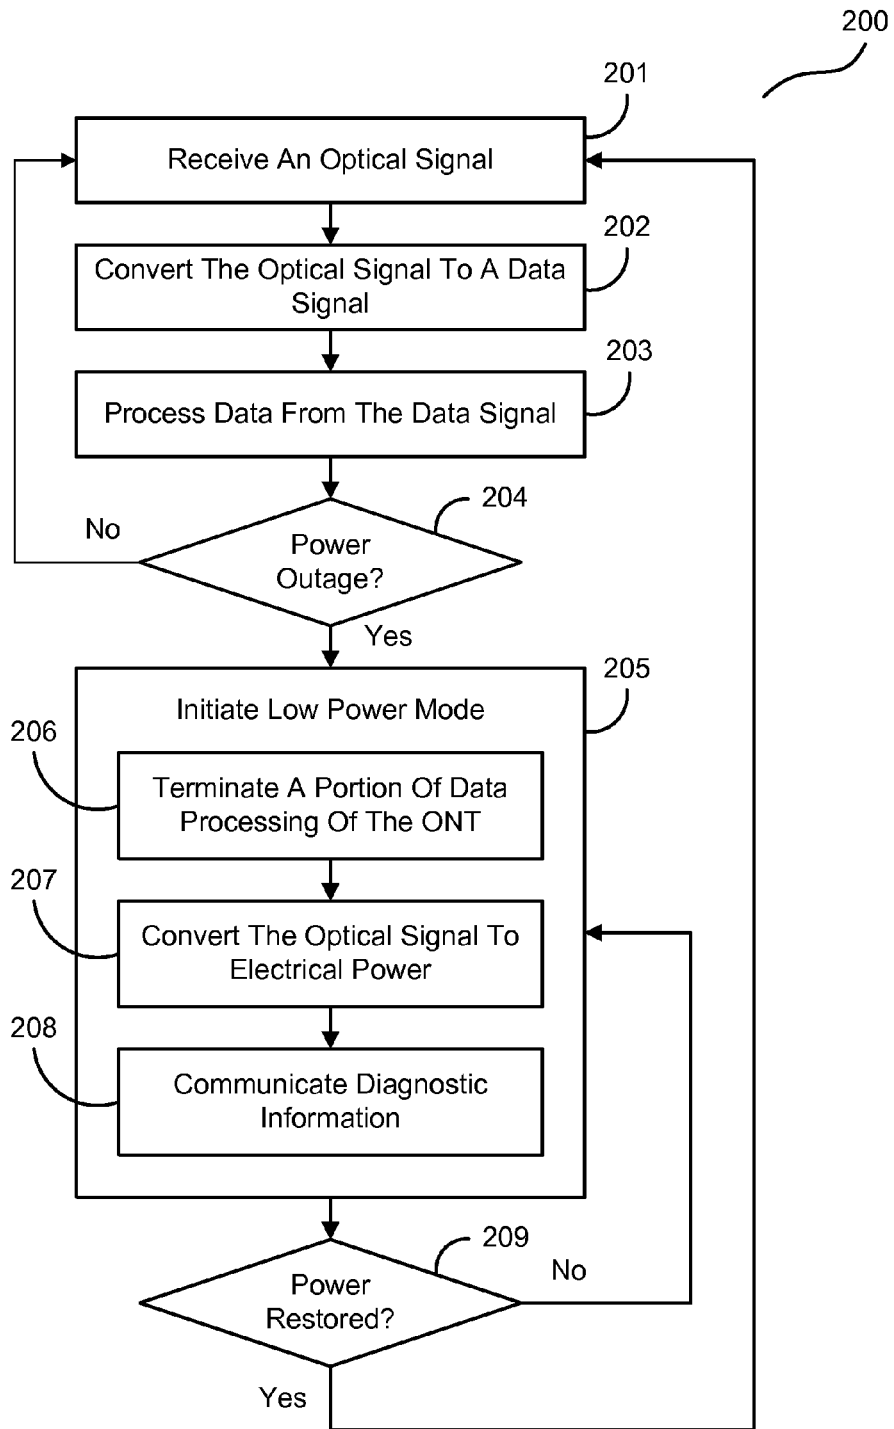 200
201
Receive An Optical Signal
202
Convert The Optical Signal To A Data
Signal
203
Process Data From The Data Signal
204
No
Power
Outage?
Yes
205
Initiate Low Power Mode
206
Terminate A Portion Of Data
Processing Of The ONT
207
Convert The Optical Signal To
Electrical Power
208
Communicate Diagnostic
Information
209
No
Power
Restored?
Yes